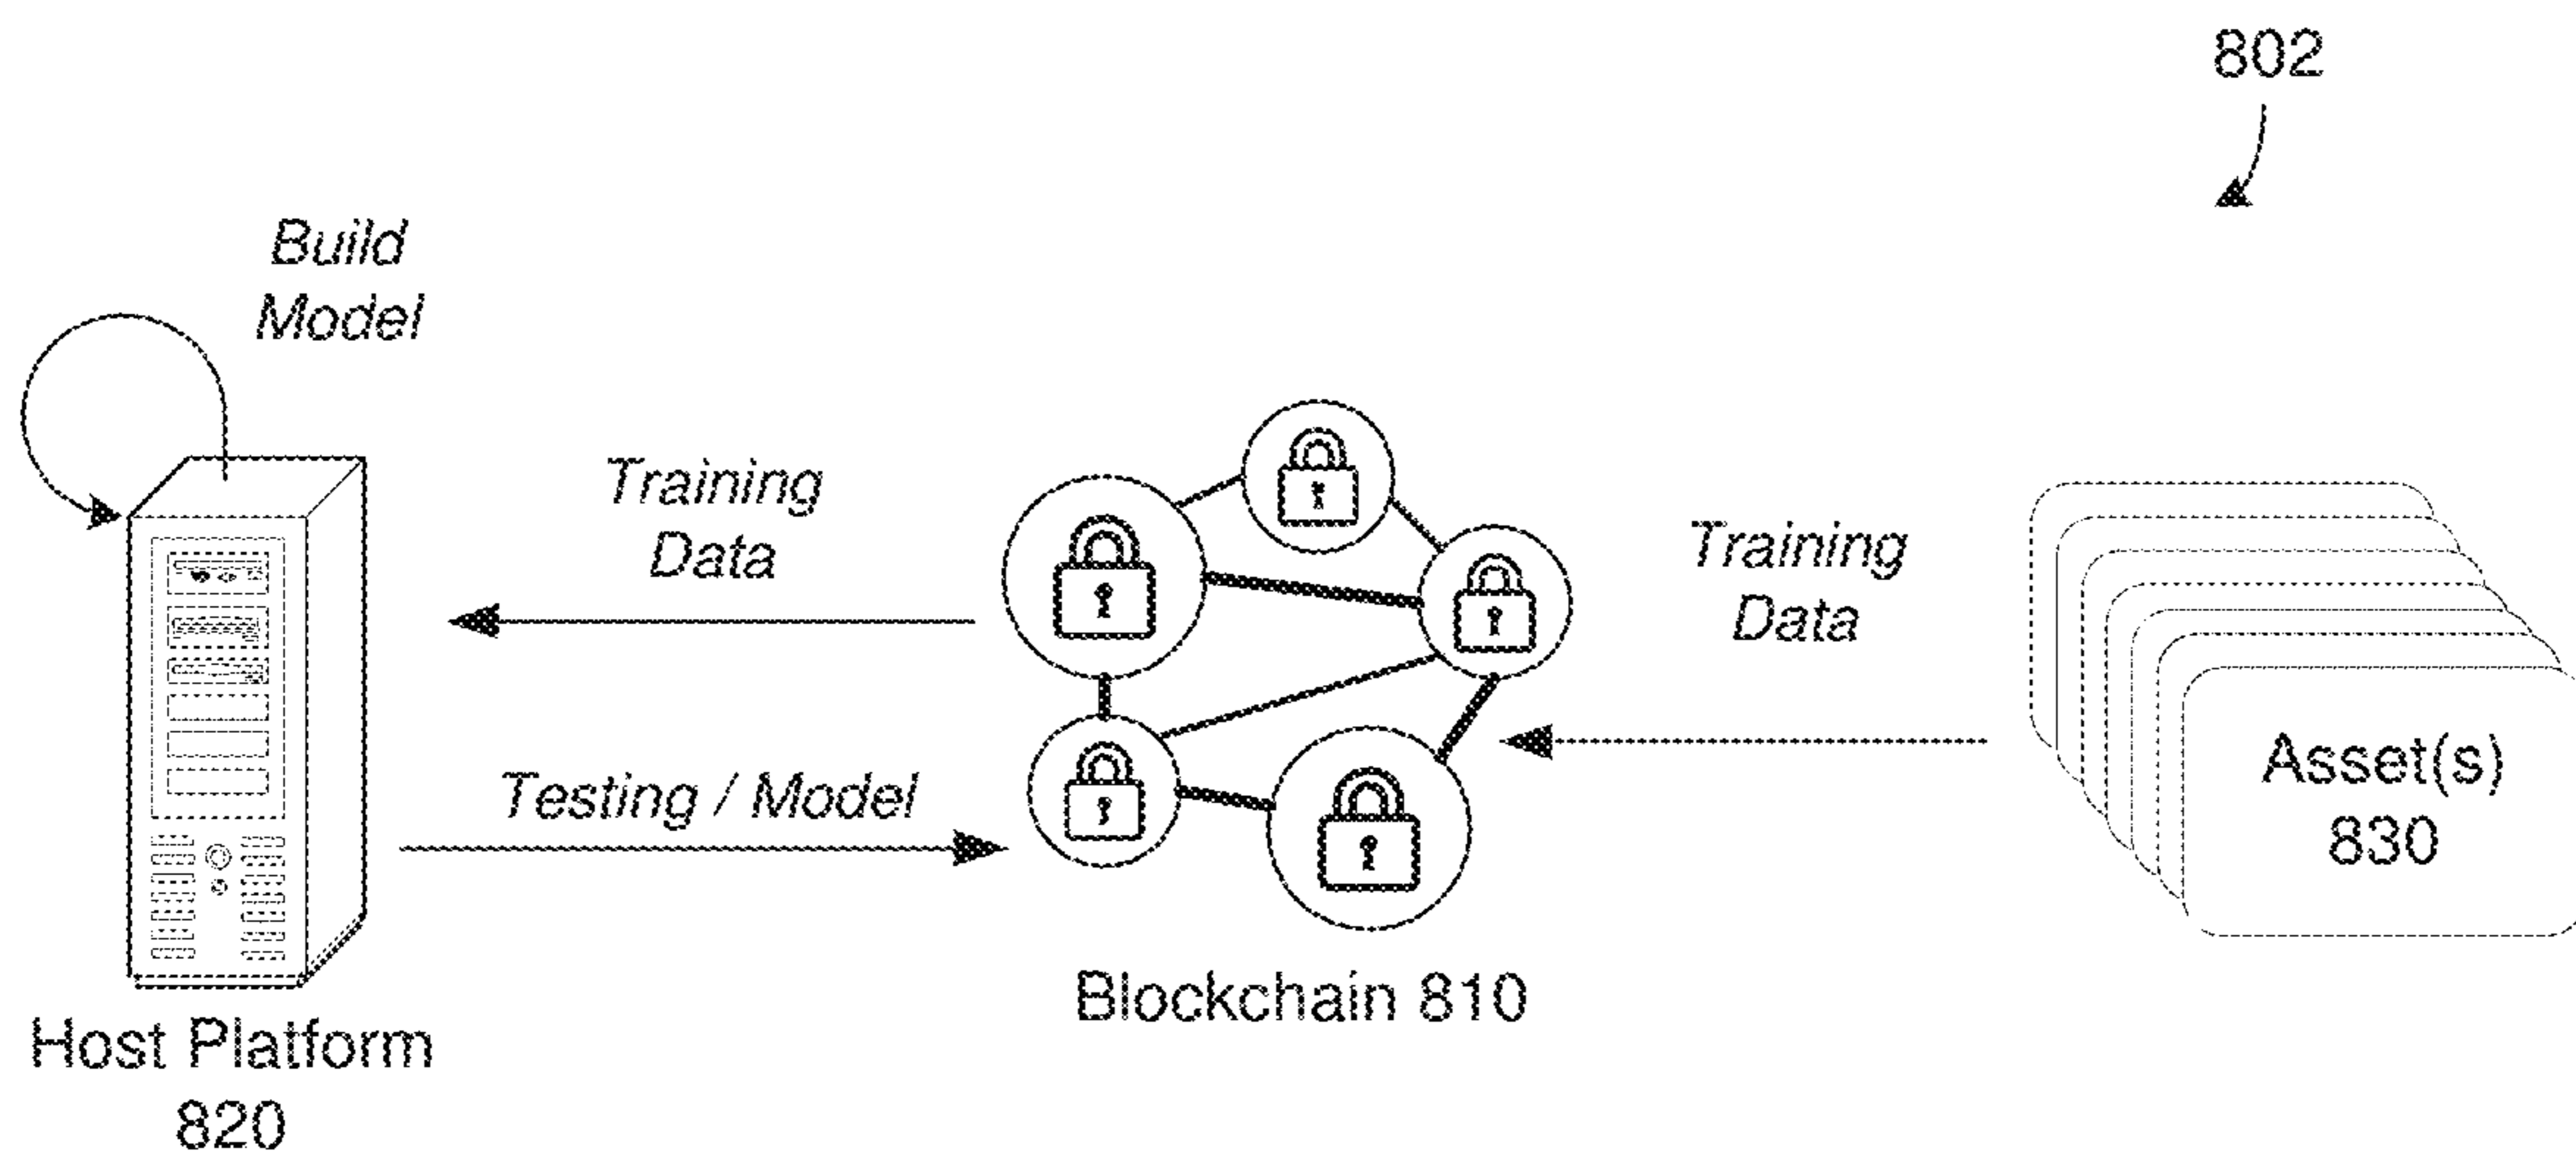 802
Build
Model
Training
Data
Training
Data
Testing / Model
Asset(s)
830
Blockchain 810
Host Platform
820